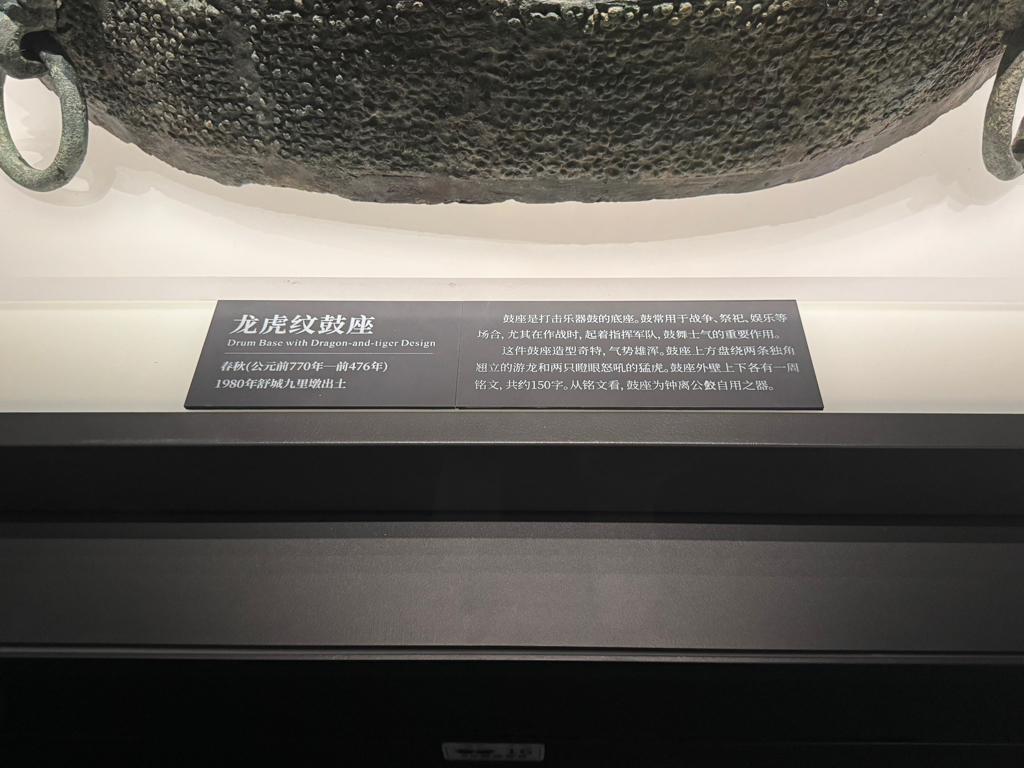 龙虎纹鼓座
Drum Base with Dragon-and-tiger Design
春秋(公元前770年—前476年)
1980年舒城九里墩出土
鼓座是打击乐器鼓的底座。鼓常用于战争、祭祀、娱乐等
场合,尤其在作战时,起着指挥军队、鼓舞士气的重要作用。
这件鼓座造型奇特,气势雄浑。鼓座上方盘绕两条独角
翘立的游龙和两只瞪眼怒吼的猛虎。鼓座外壁上下各有一周
铭文,共约150字。从铭文看,鼓座为钟离公自用之器。